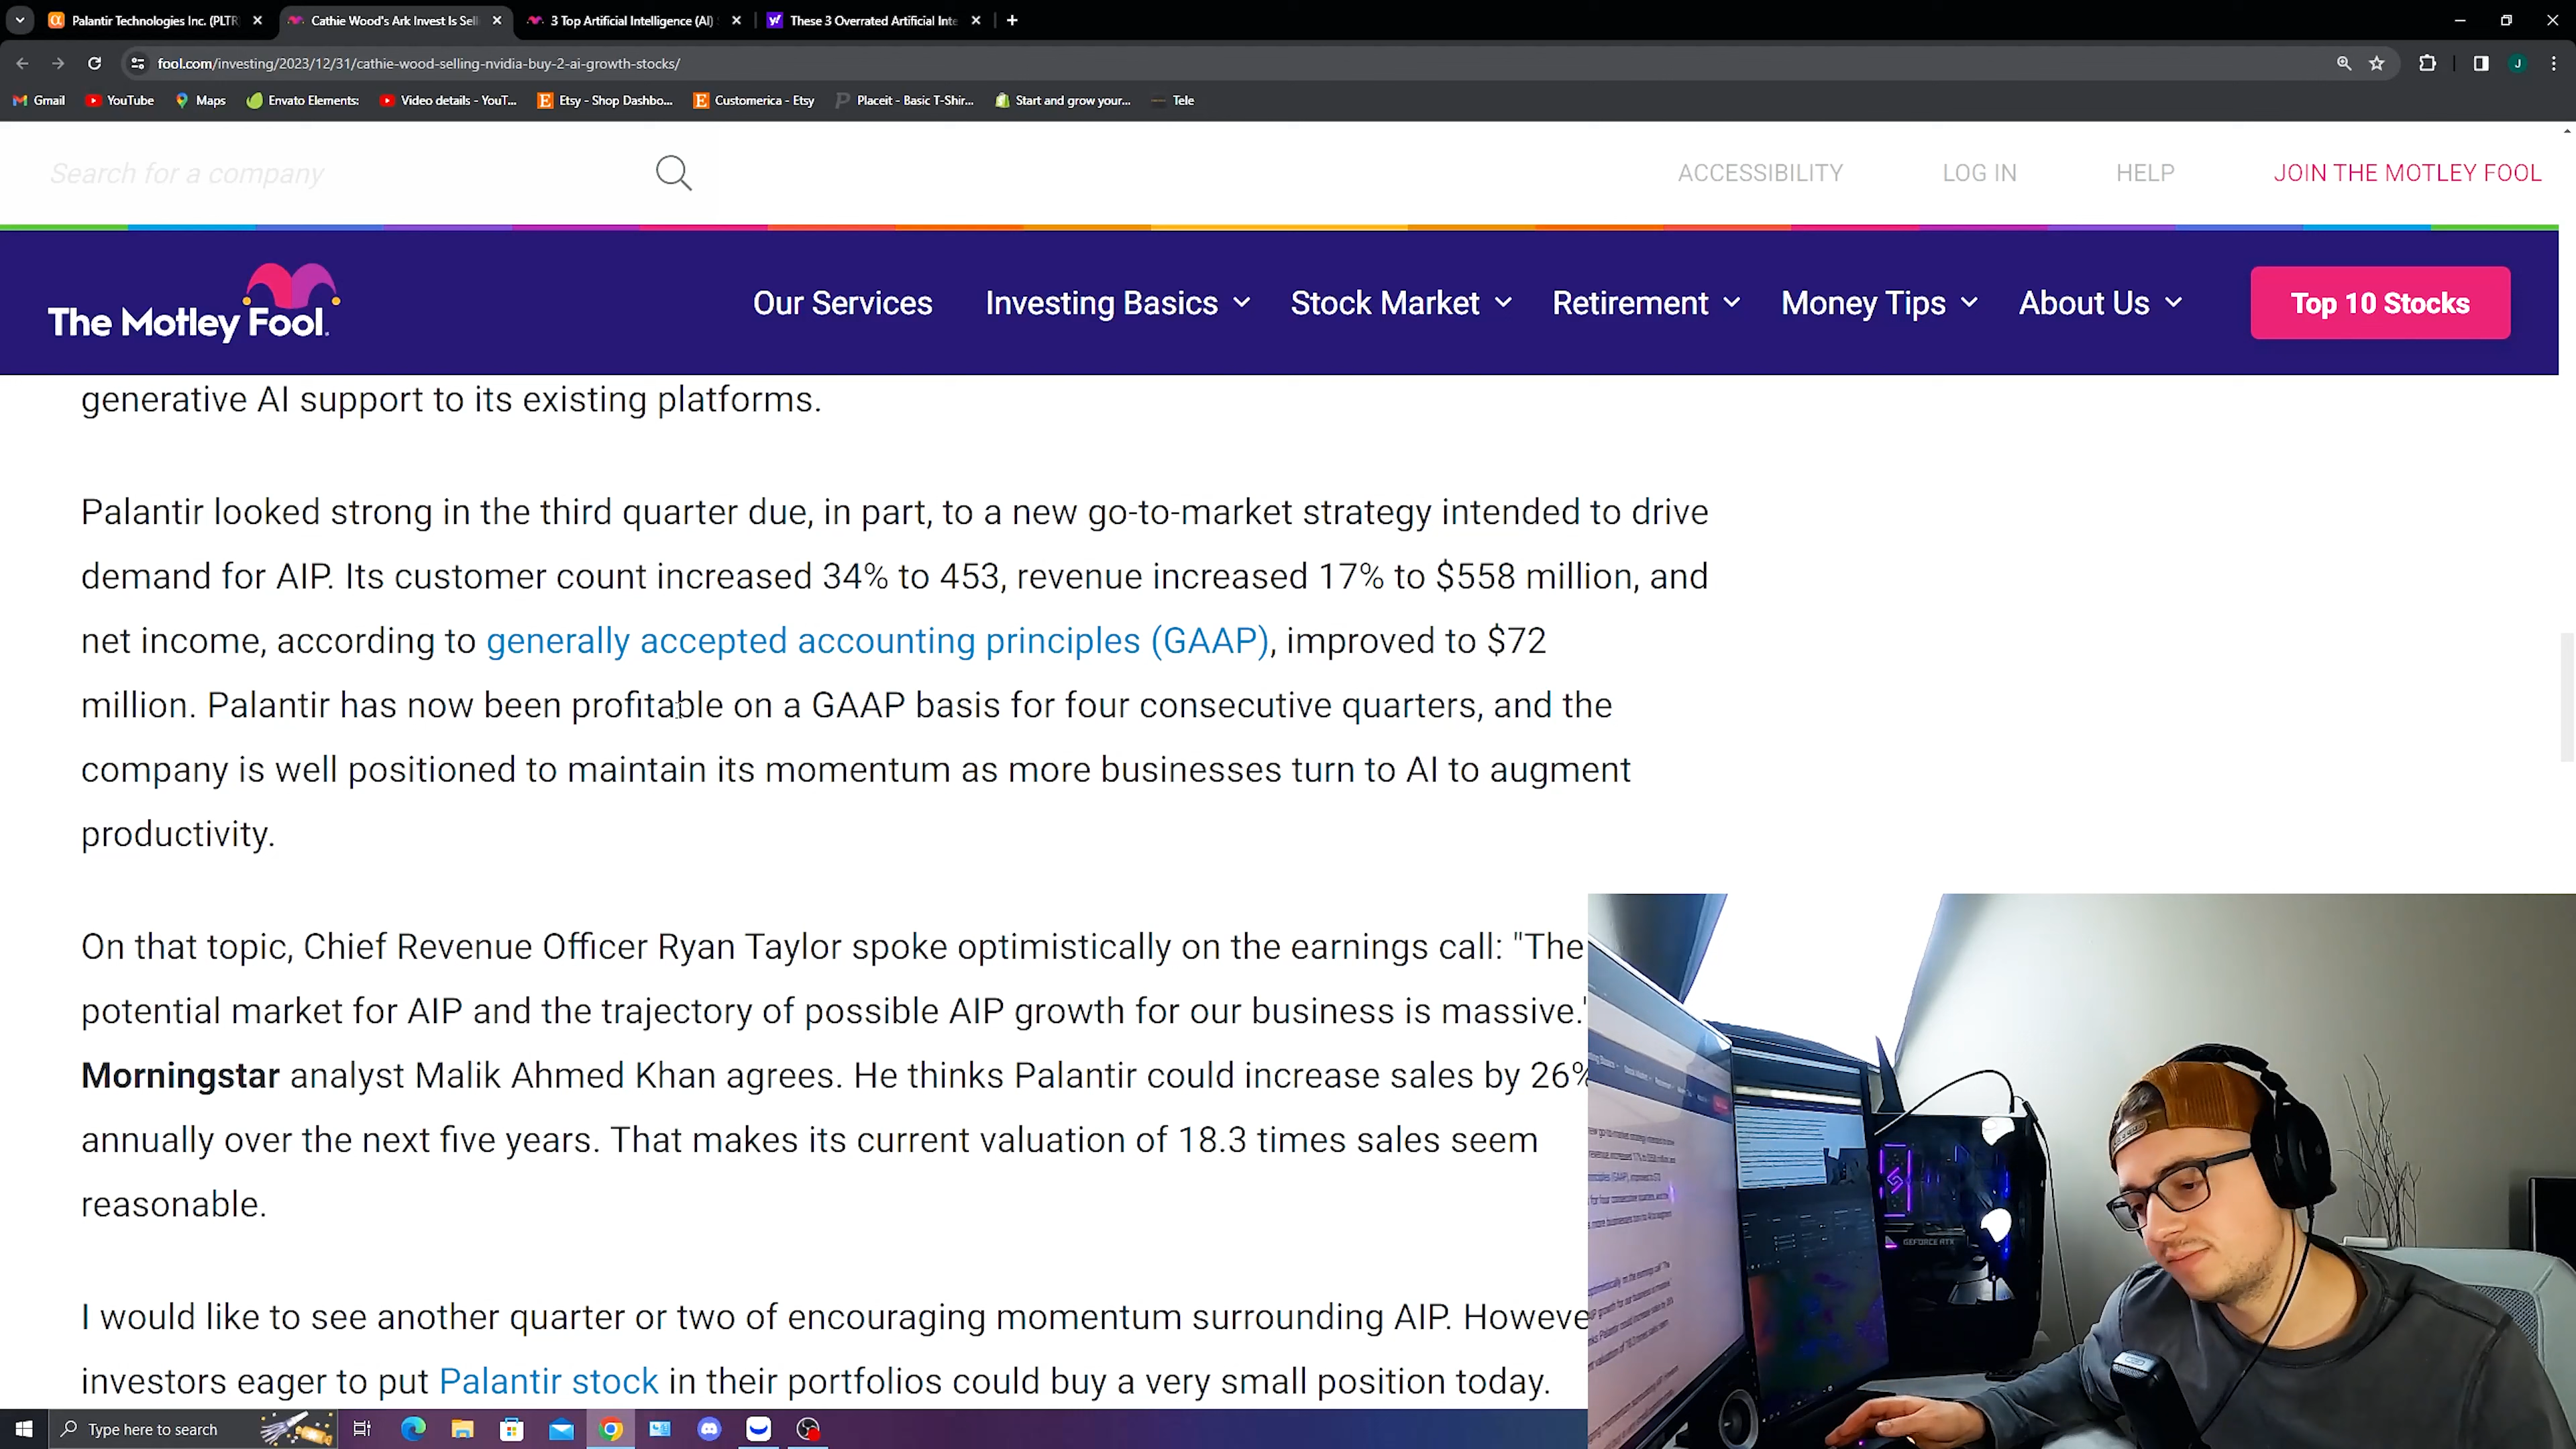 Palantir Technologies Inc. (PLTR)
Cathie Wood's Ark Invest Is Sell
3 Top Artificial Intelligence (AI)
These 3 Overrated Artificial Inte
fool.com/investing/2023/12/31/cathie-wood-selling-nvidia-buy-2-ai-growth-stocks/
J
Gmail
YouTube
Maps
Envato Elements:
Video details - YouT...
Etsy - Shop Dashbo...
Customerica - Etsy
Placeit - Basic T-Shir...
Start and grow your...
Tele
Search for a company
ACCESSIBILITY
LOG IN
HELP
JOIN THE MOTLEY FOOL
The Motley Fool.
Our Services
Investing Basics
Stock Market
Retirement
Money Tips
About Us
Top 10 Stocks
generative AI support to its existing platforms.
Palantir looked strong in the third quarter due, in part, to a new go-to-market strategy intended to drive
demand for AIP. Its customer count increased 34% to 453, revenue increased 17% to $558 million, and
net income, according to generally accepted accounting principles (GAAP), improved to $72
million. Palantir has now been profitable on a GAAP basis for four consecutive quarters, and the
company is well positioned to maintain its momentum as more businesses turn to AI to augment
productivity.
On that topic, Chief Revenue Officer Ryan Taylor spoke optimistically on the earnings call: "The
potential market for AIP and the trajectory of possible AIP growth for our business is massive."
Morningstar analyst Malik Ahmed Khan agrees. He thinks Palantir could increase sales by 26%
annually over the next five years. That makes its current valuation of 18.3 times sales seem
reasonable.
I would like to see another quarter or two of encouraging momentum surrounding AIP. Howeve
investors eager to put Palantir stock in their portfolios could buy a very small position today.
GEFORCE RTX
Type here to search